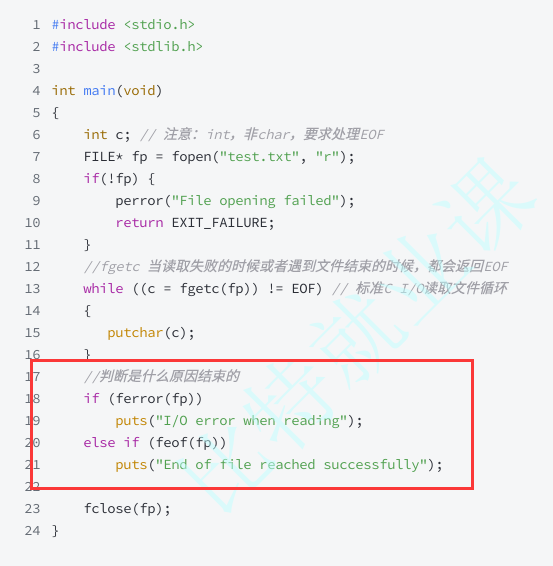 1 #include <stdio.h>
2 #include <stdlib.h>
3
4 int main(void)
5 {
6     int c; // 注意：int，非char，要求处理EOF
7     FILE* fp = fopen("test.txt", "r");
8     if(!fp) {
9         perror("File opening failed");
10         return EXIT_FAILURE;
11     }
12     //fgetc 当读取失败的时候或者遇到文件结束的时候，都会返回EOF
13     while ((c = fgetc(fp)) != EOF) // 标准C I/O读取文件循环
14     {
15        putchar(c);
16     }
17     //判断是什么原因结束的
18     if (ferror(fp))
19         puts("I/O error when reading");
20     else if (feof(fp))
21         puts("End of file reached successfully");
22
23     fclose(fp);
24 }
比特就业课